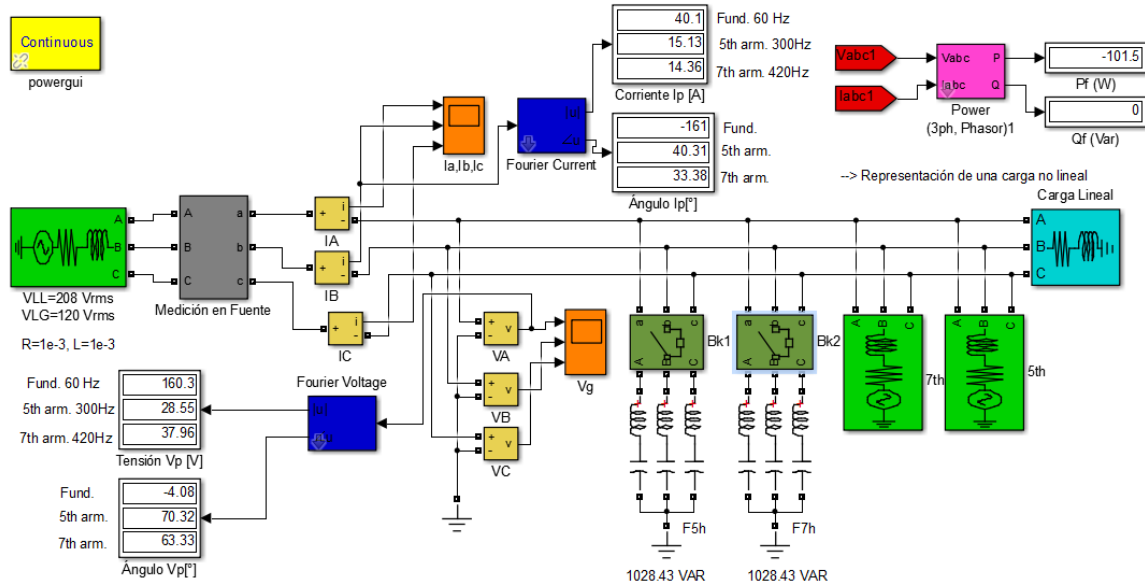 Continuous
powergui
40.1 Fund. 60 Hz
15.13 5th arm. 300Hz
14.36 7th arm. 420Hz
Corriente Ip [A]
|u|
∠u
Fourier Current
Ia,Ib,Ic
-161 Fund.
40.31 5th arm.
33.38 7th arm.
Ángulo Ip[°]
Vabc1
Iabc1
Vabc P
Iabc Q
Power
(3ph, Phasor)1
-101.5
Pf (W)
0
Qf (Var)
--> Representación de una carga no lineal
Carga Lineal
A
B
C
A
B
C
VLL=208 Vrms
VLG=120 Vrms
R=1e-3, L=1e-3
A a
B b
C c
Medición en Fuente
+ i
-
IA
+ i
-
IB
+ i
-
IC
+ v
-
VA
+ v
-
VB
+ v
-
VC
Vg
a b c
A B C
Bk1
a b c
A B C
Bk2
A B C
7th
A B C
5th
Fund. 60 Hz 160.3
5th arm. 300Hz 28.55
7th arm. 420Hz 37.96
Tensión Vp [V]
|u|
Fourier Voltage
Fund. -4.08
5th arm. 70.32
7th arm. 63.33
Ángulo Vp[°]
F5h
F7h
1028.43 VAR
1028.43 VAR